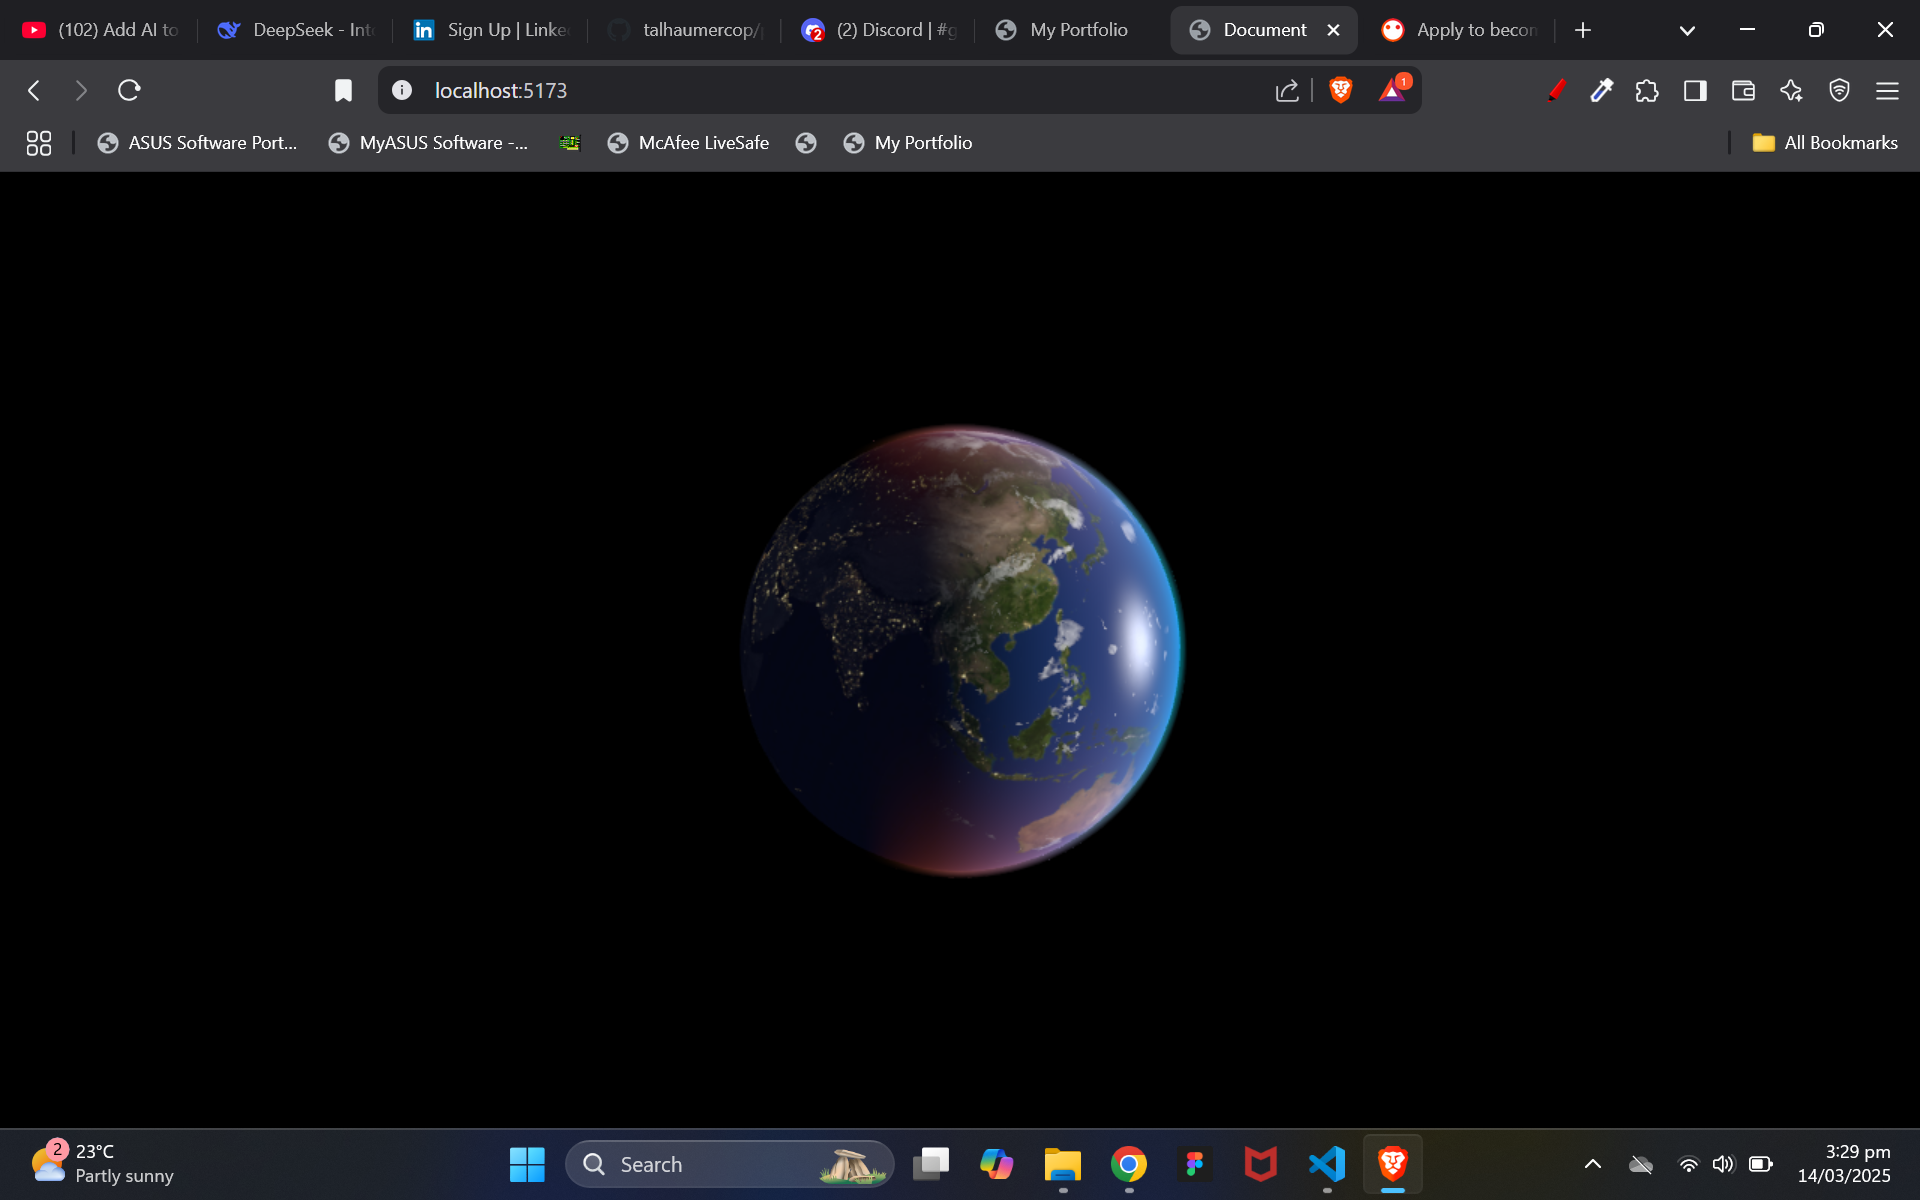 (102) Add AI to
DeepSeek - Int
Sign Up | Linke
talhaumercop/
2
(2) Discord | #g
My Portfolio
Document
Apply to becon
localhost:5173
1
ASUS Software Port...
MyASUS Software -...
McAfee LiveSafe
My Portfolio
All Bookmarks
2
23°C
Partly sunny
Search
3:29 pm
14/03/2025